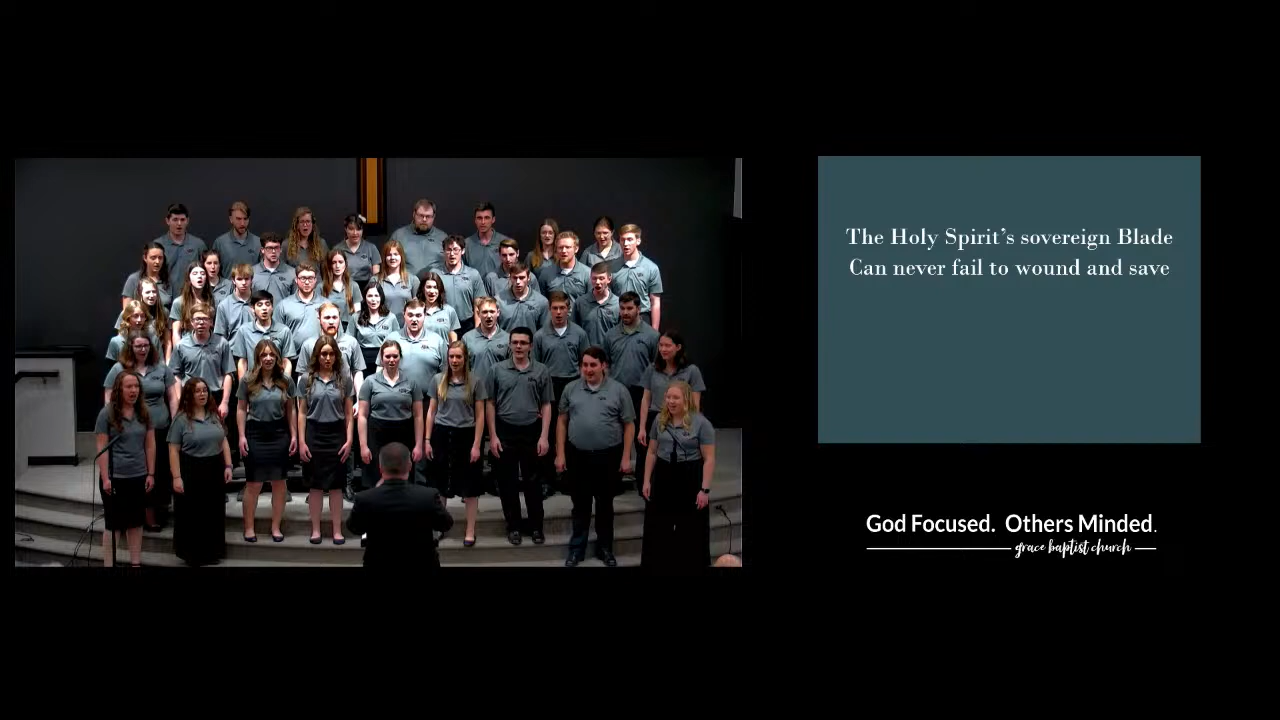 The Holy Spirit's sovereign Blade
Can never fail to wound and save
God Focused. Others Minded.
grace baptist church